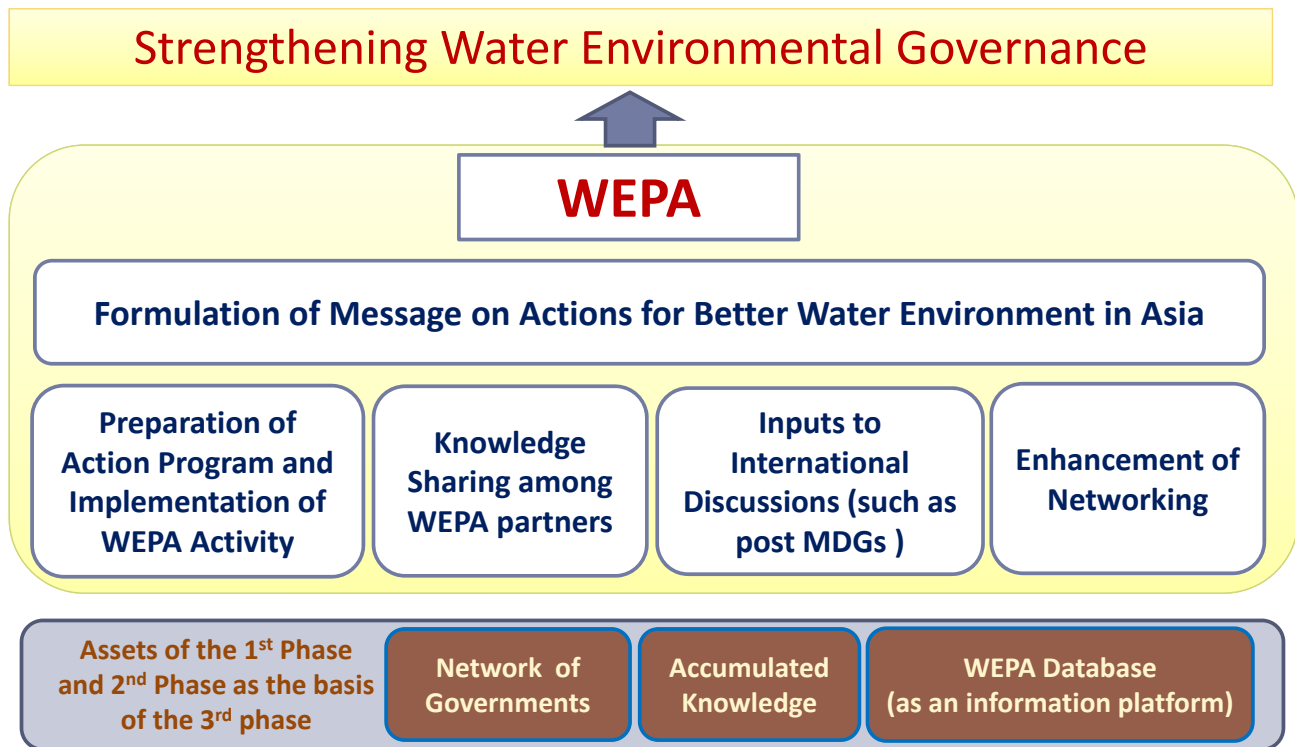 Strengthening Water Environmental Governance
WEPA
Formulation of Message on Actions for Better Water Environment in Asia
Preparation of
Action Program and
Implementation of
WEPA Activity
Knowledge
Sharing among
WEPA partners
Inputs to
International
Discussions (such as
post MDGs )
Enhancement of
Networking
Assets of the 1st Phase
and 2nd Phase as the basis
of the 3rd phase
Network of
Governments
Accumulated
Knowledge
WEPA Database
(as an information platform)